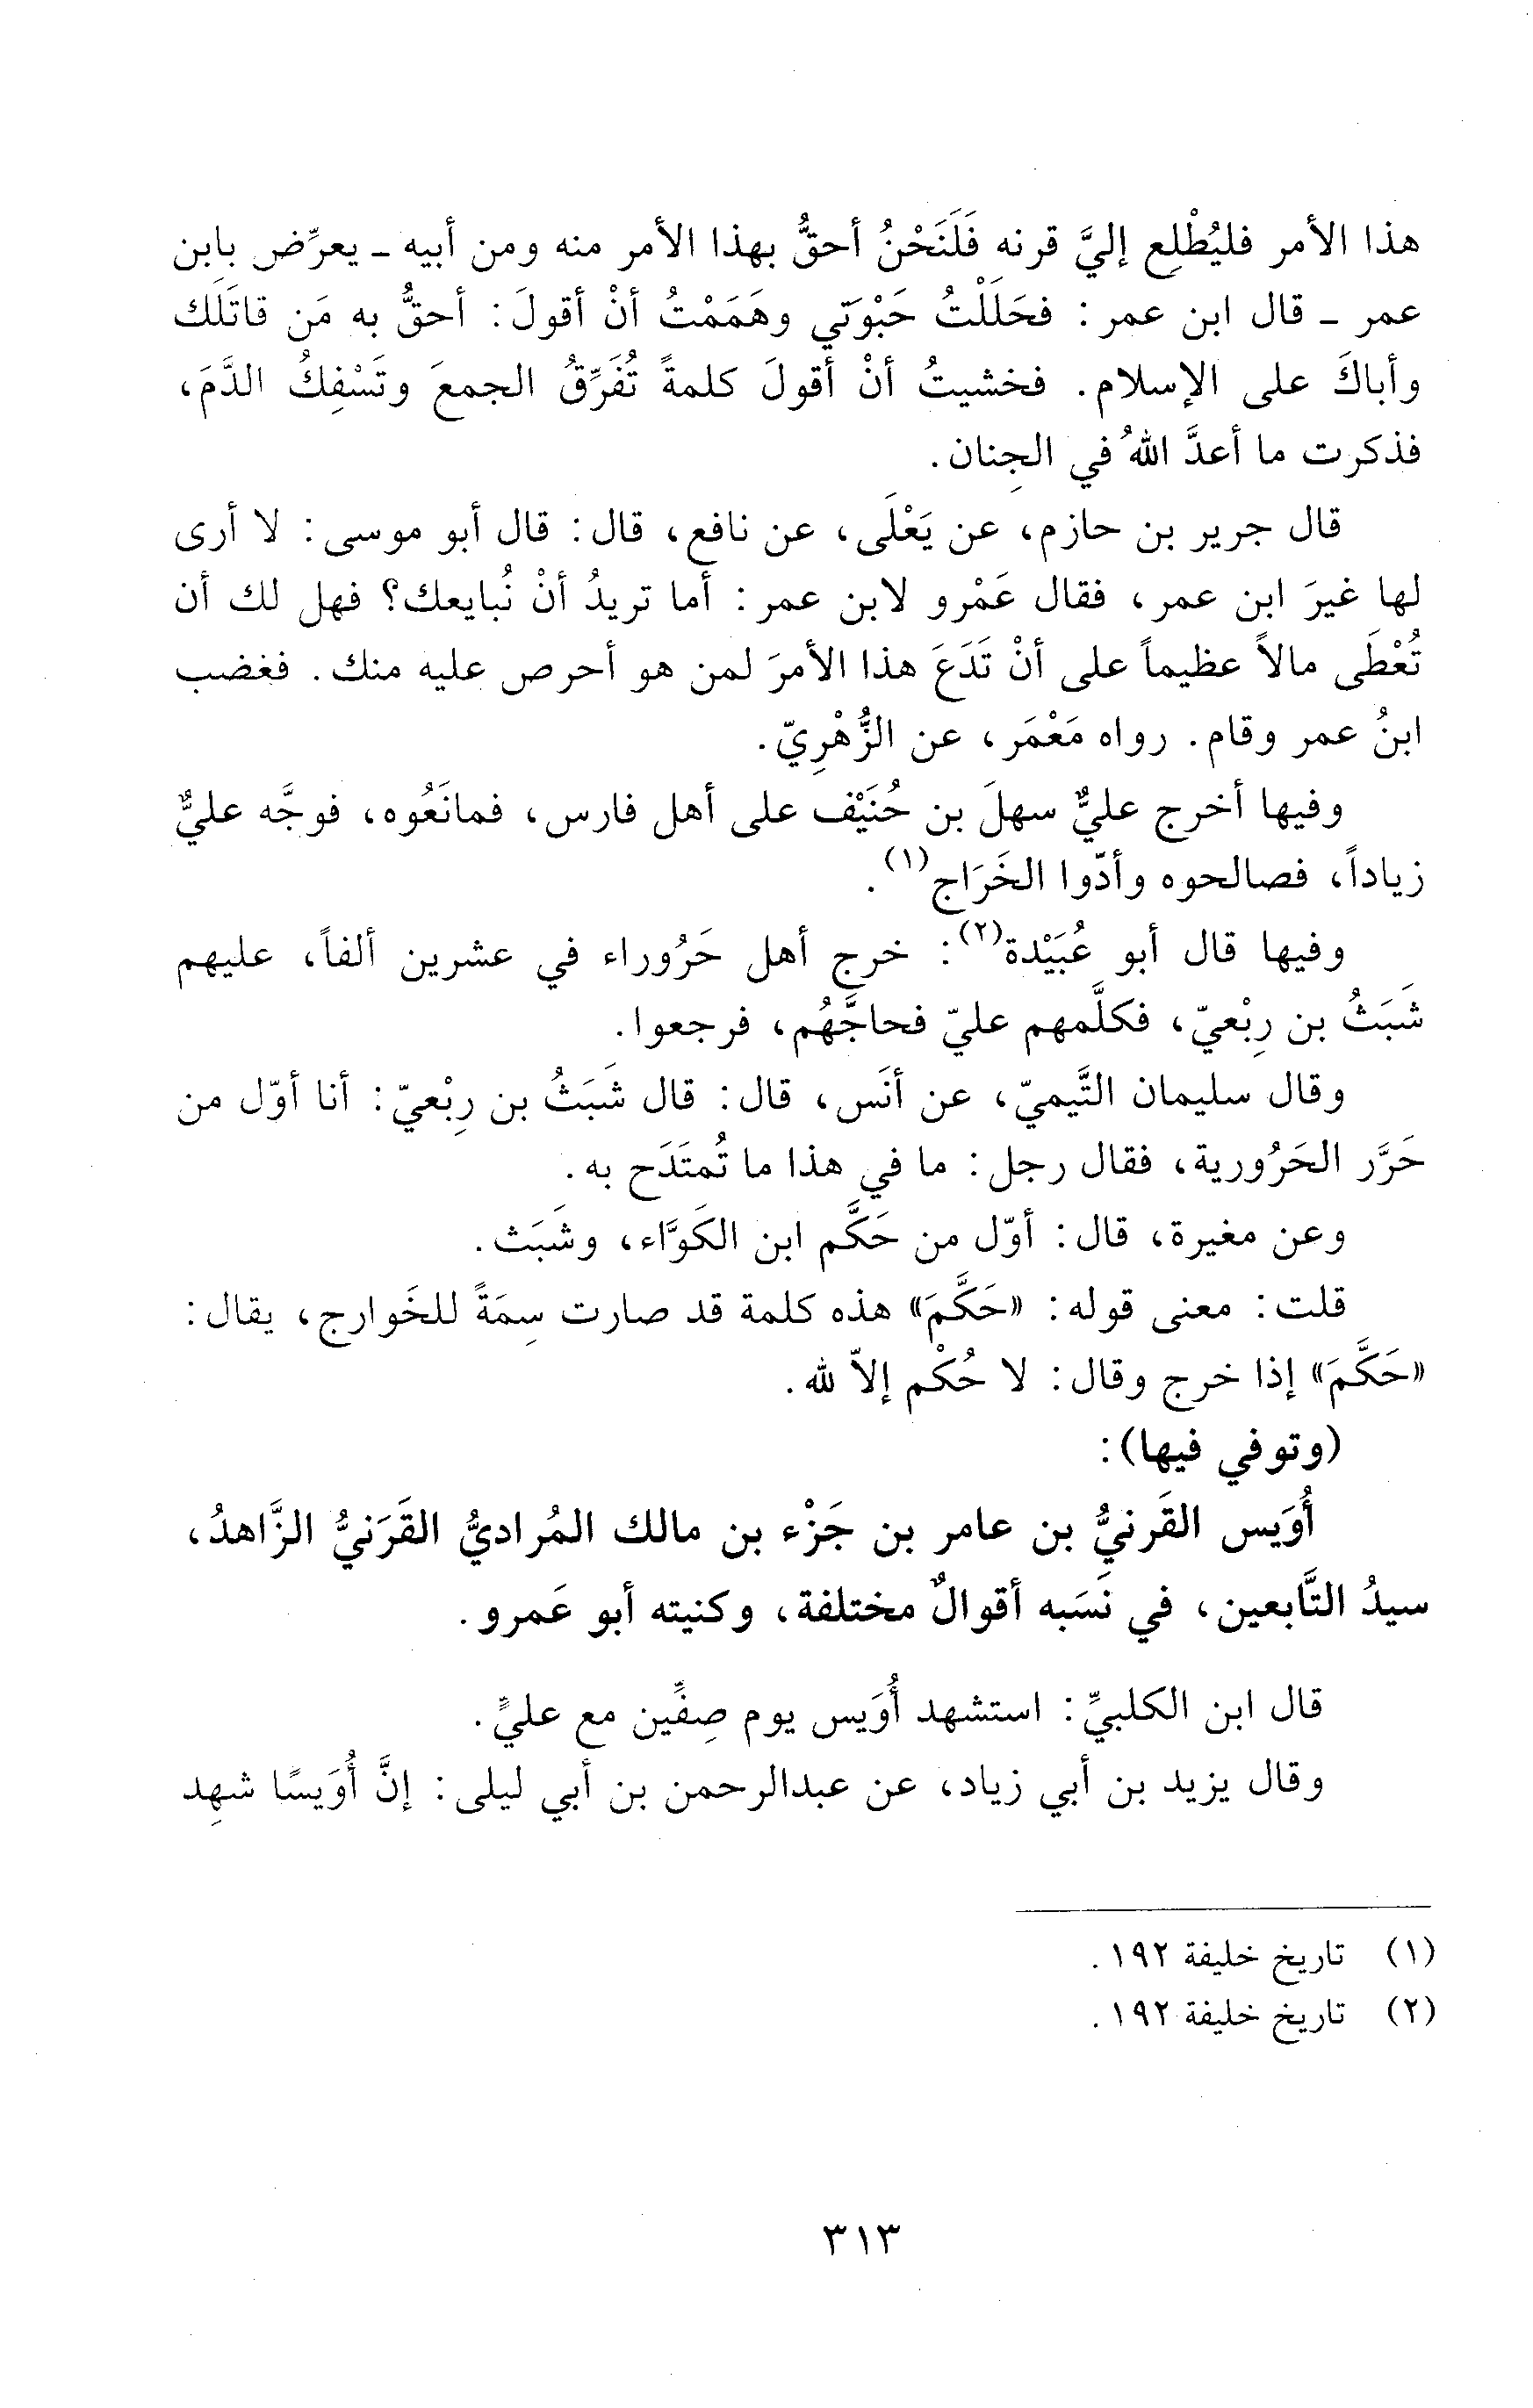 هذا الأمر فليُطْلِع إليَّ قرنه فَلَنَحْنُ أحقُّ بهذا الأمر منه ومن أبيه ـ يعرِّض بابن
عمر ـ قال ابن عمر: فحَلَلْتُ حَبْوَتي وهَمَمْتُ أنْ أقولَ: أحقُّ به مَن قاتَلَك
وأباكَ على الإسلام. فخشيتُ أنْ أقولَ كلمةً تُفَرِّقُ الجمعَ وتَسْفِكُ الدَّمَ،
فذكرت ما أعدَّ اللهُ في الجِنان.
قال جرير بن حازم، عن يَعْلَى، عن نافع، قال: قال أبو موسى: لا أرى
لها غيرَ ابن عمر، فقال عَمْرو لابن عمر: أما تريدُ أنْ نُبايعك؟ فهل لك أن
تُعْطَى مالاً عظيماً على أنْ تَدَعَ هذا الأمرَ لمن هو أحرص عليه منك. فغضب
ابنُ عمر وقام. رواه مَعْمَر، عن الزُّهْرِيّ.
وفيها أخرج عليٌّ سهلَ بن حُنَيْف على أهل فارس، فمانَعُوه، فوجَّه عليٌّ
زياداً، فصالحوه وأدّوا الخَرَاج(١).
وفيها قال أبو عُبَيْدة(٢): خرج أهل حَرُوراء في عشرين ألفاً، عليهم
شَبَثُ بن رِبْعيّ، فكلَّمهم عليّ فحاجَّهُم، فرجعوا.
وقال سليمان التَّيميّ، عن أنَس، قال: قال شَبَثُ بن رِبْعيّ: أنا أوّل من
حَرَّر الحَرُورية، فقال رجل: ما في هذا ما تُمتَدَح به.
وعن مغيرة، قال: أوّل من حَكَّم ابن الكَوَّاء، وشَبَث.
قلت: معنى قوله: «حَكَّمَ» هذه كلمة قد صارت سِمَةً للخَوارج، يقال:
«حَكَّمَ» إذا خرج وقال: لا حُكْم إلاّ لله.
(وتوفي فيها):
أُوَيس القَرنيُّ بن عامر بن جَزْء بن مالك المُراديُّ القَرَنيُّ الزَّاهدُ،
سيدُ التَّابعين، في نَسَبه أقوالٌ مختلفة، وكنيته أبو عَمرو.
قال ابن الكلبيِّ: استشهد أُوَيس يوم صِفِّين مع عليٍّ.
وقال يزيد بن أبي زياد، عن عبدالرحمن بن أبي ليلى: إنَّ أُوَيسًا شهِد
(١) تاريخ خليفة ١٩٢.
(٢) تاريخ خليفة ١٩٢.
٣١٣